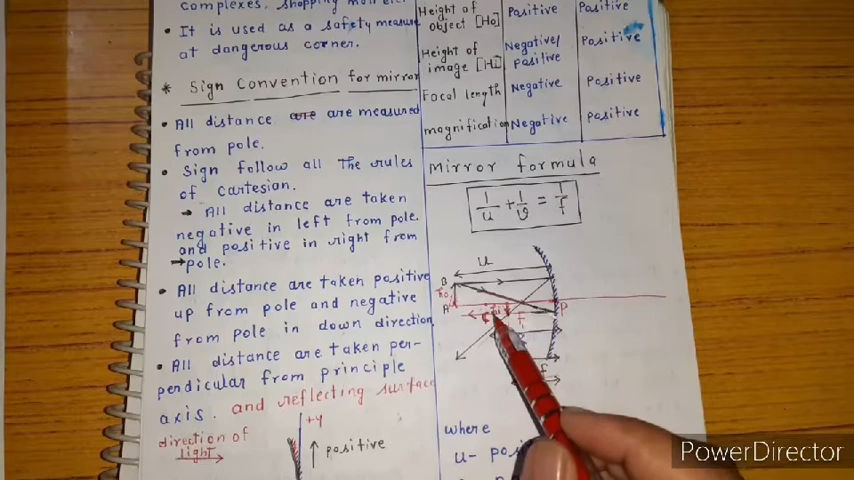 complexes, shopping mall etc.
• It is used as a safety measure
at dangerous corner.
* Sign Convention for mirror
• All distance are are measured
from pole.
• Sign follow all the rules
of cartesian.
→ All distance are taken
negative in left from pole.
and positive in right from
→ pole.
• All distance are taken positive
up from pole and negative
from pole in down direction
• All distance are taken per-
pendicular from principle
axis. and reflecting surface
direction of
light
+y
positive
Height of
object [Ho] Positive Positive
Height of
image [Hi] Negative/
positive Positive
Focal length Negative Positive
magnification Negative Positive
Mirror formula
1/u + 1/v = 1/f
u
B
ho
A
F
P
f
where
u- posi
PowerDirector